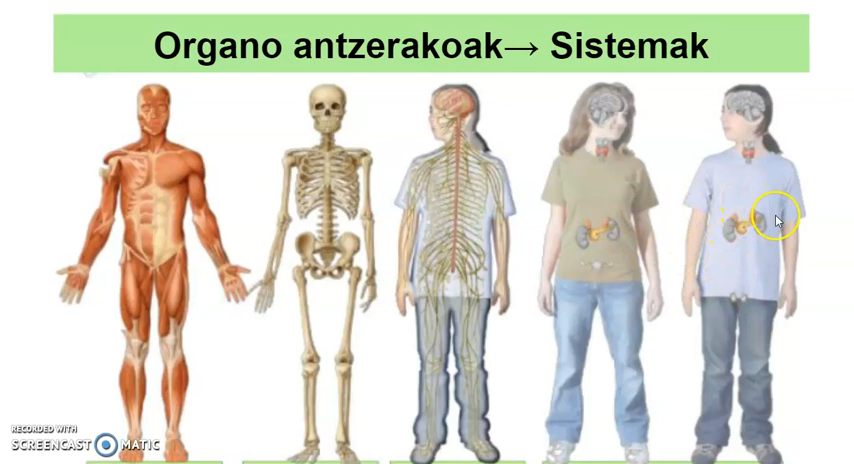 Organo antzerakoak→ Sistemak
RECORDED WITH
SCREENCAST MATIC